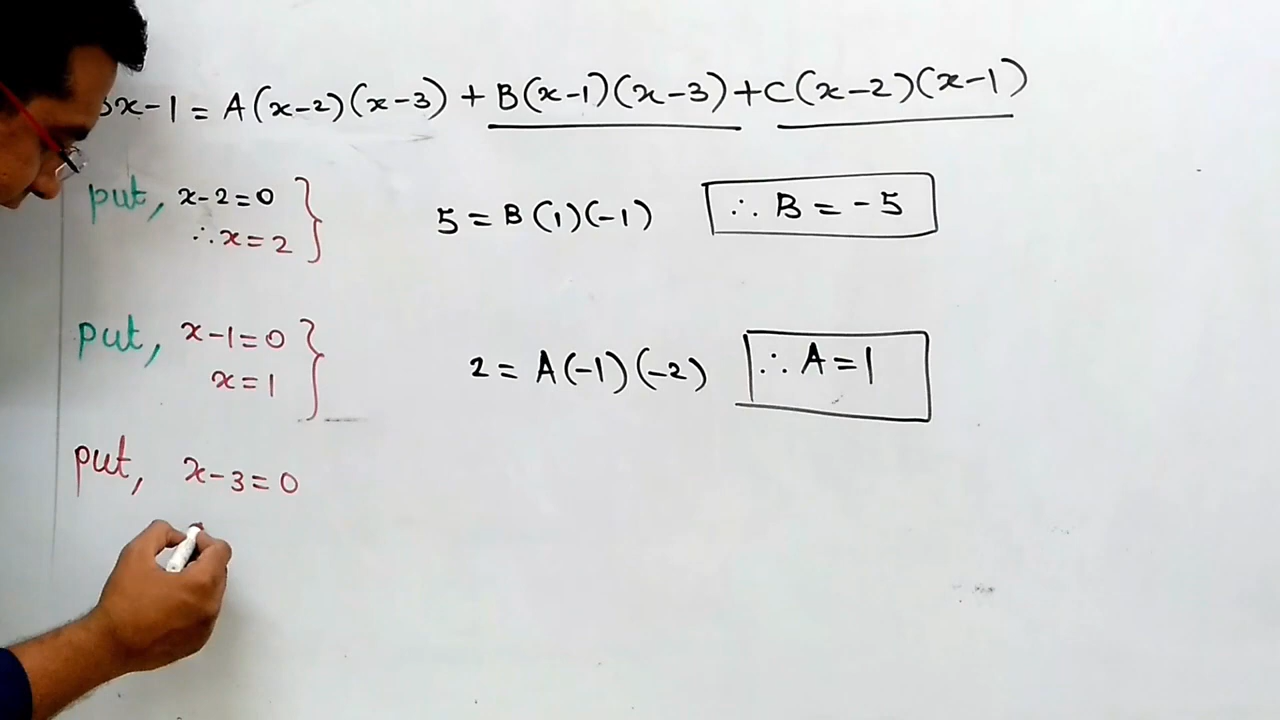 3x-1 = A(x-2)(x-3) + B(x-1)(x-3) + C(x-2)(x-1)
put, x-2=0
∴x=2
5 = B(1)(-1) ∴ B = -5
put, x-1=0
x=1
2 = A(-1)(-2) ∴ A=1
put, x-3=0